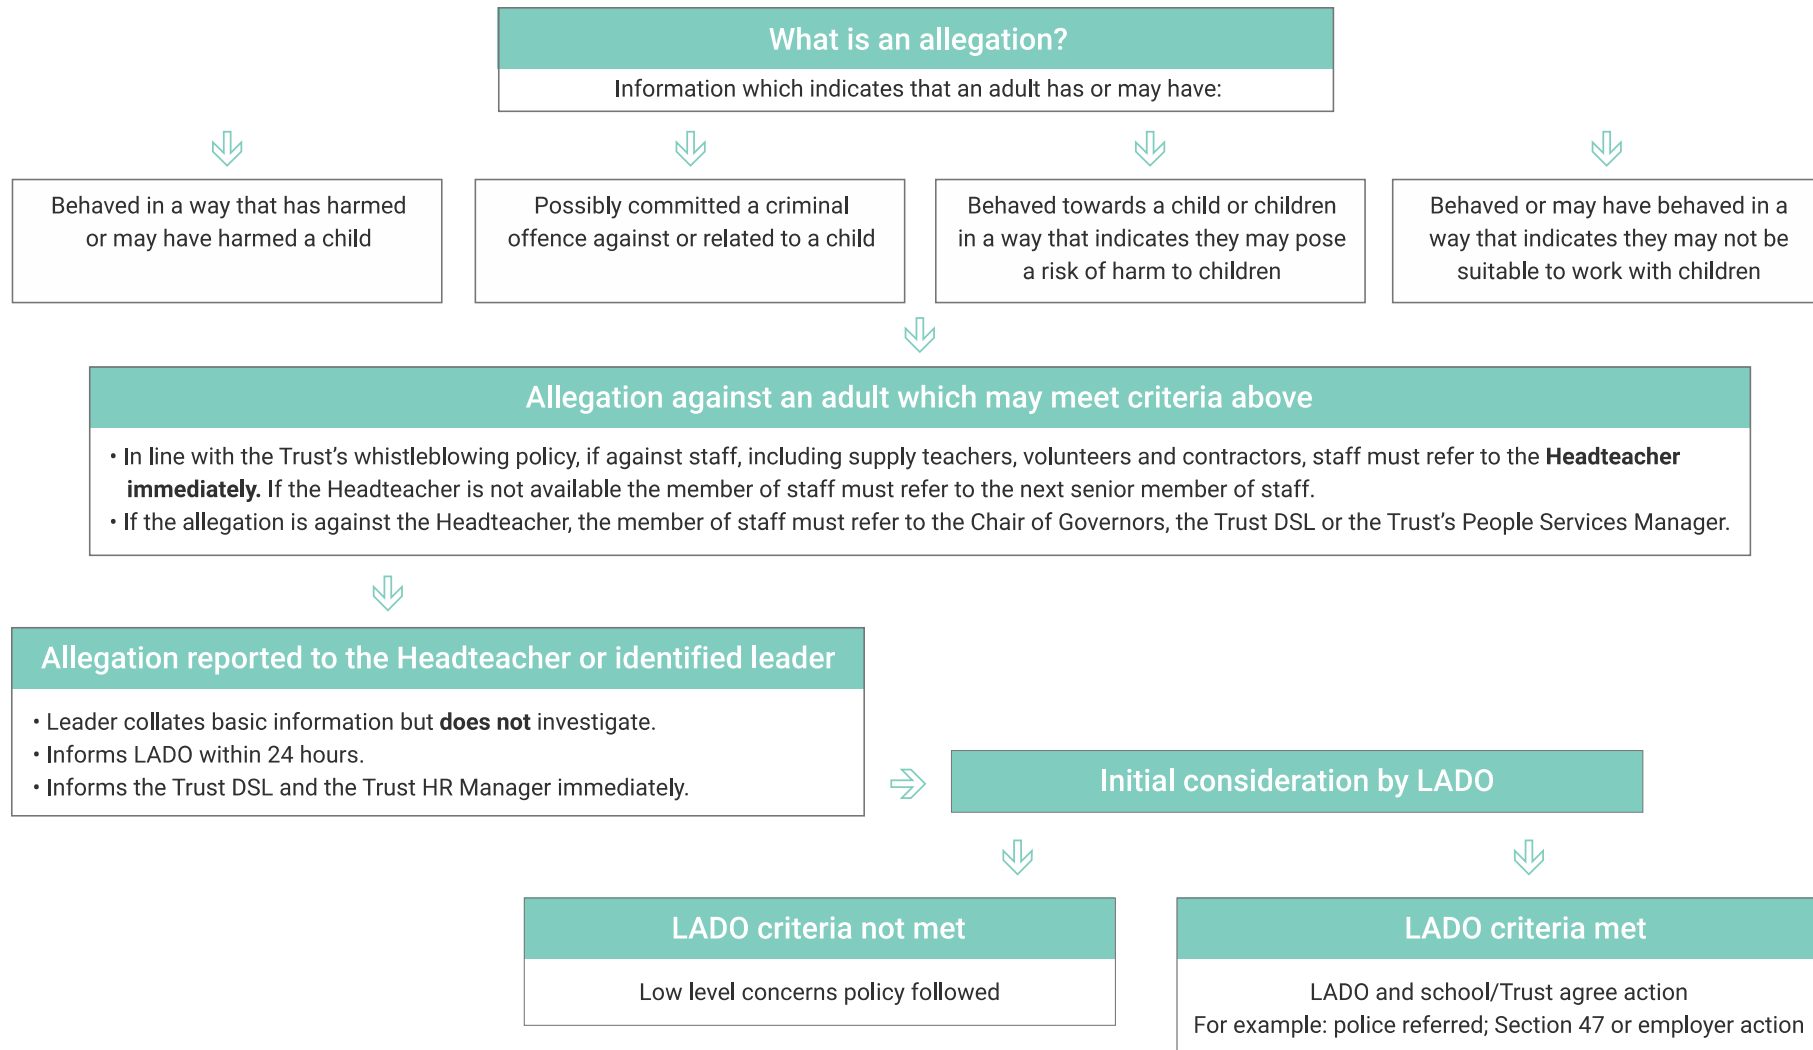 What is an allegation?
Information which indicates that an adult has or may have:
Behaved in a way that has harmed
or may have harmed a child
Possibly committed a criminal
offence against or related to a child
Behaved towards a child or children
in a way that indicates they may pose
a risk of harm to children
Behaved or may have behaved in a
way that indicates they may not be
suitable to work with children
Allegation against an adult which may meet criteria above
• In line with the Trust’s whistleblowing policy, if against staff, including supply teachers, volunteers and contractors, staff must refer to the Headteacher
immediately. If the Headteacher is not available the member of staff must refer to the next senior member of staff.
• If the allegation is against the Headteacher, the member of staff must refer to the Chair of Governors, the Trust DSL or the Trust’s People Services Manager.
Allegation reported to the Headteacher or identified leader
• Leader collates basic information but does not investigate.
• Informs LADO within 24 hours.
• Informs the Trust DSL and the Trust HR Manager immediately.
Initial consideration by LADO
LADO criteria not met
Low level concerns policy followed
LADO criteria met
LADO and school/Trust agree action
For example: police referred; Section 47 or employer action